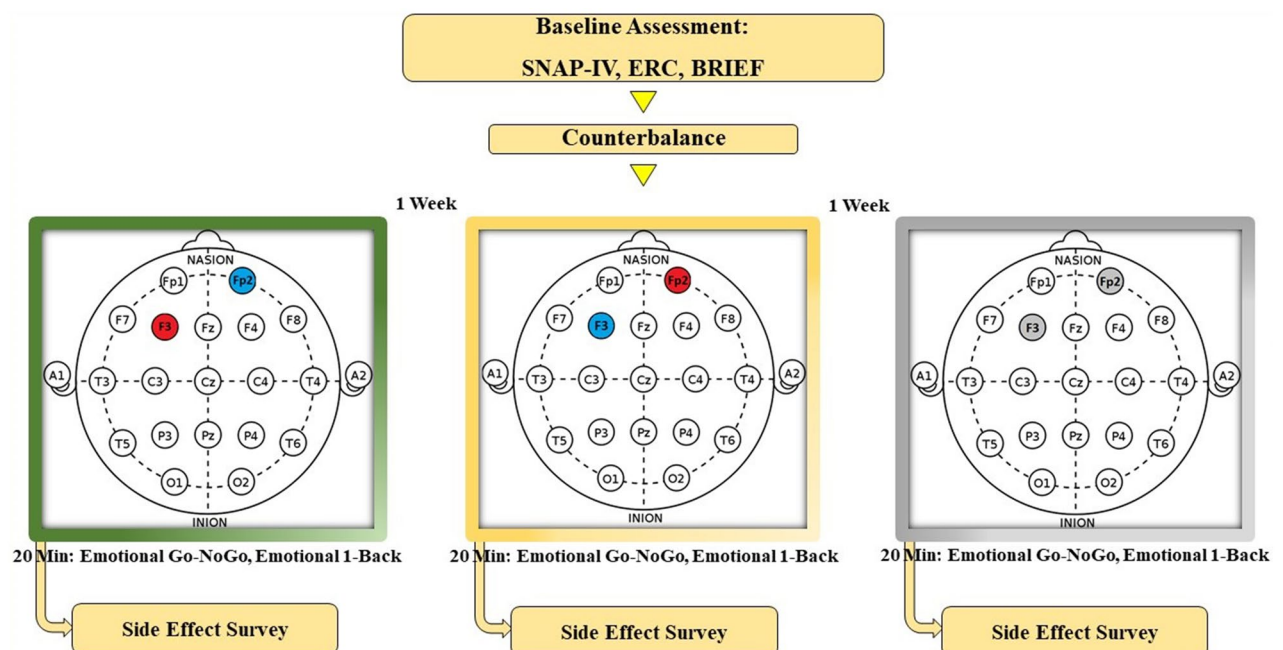 Baseline Assessment:
SNAP-IV, ERC, BRIEF
Counterbalance
1 Week
1 Week
NASION
Fp1 Fp2
F7 F3 Fz F4 F8
A1 T3 C3 Cz C4 T4 A2
T5 P3 Pz P4 T6
O1 O2
INION
20 Min: Emotional Go-NoGo, Emotional 1-Back
Side Effect Survey
NASION
Fp1 Fp2
F7 F3 Fz F4 F8
A1 T3 C3 Cz C4 T4 A2
T5 P3 Pz P4 T6
O1 O2
INION
20 Min: Emotional Go-NoGo, Emotional 1-Back
Side Effect Survey
NASION
Fp1 Fp2
F7 F3 Fz F4 F8
A1 T3 C3 Cz C4 T4 A2
T5 P3 Pz P4 T6
O1 O2
INION
20 Min: Emotional Go-NoGo, Emotional 1-Back
Side Effect Survey